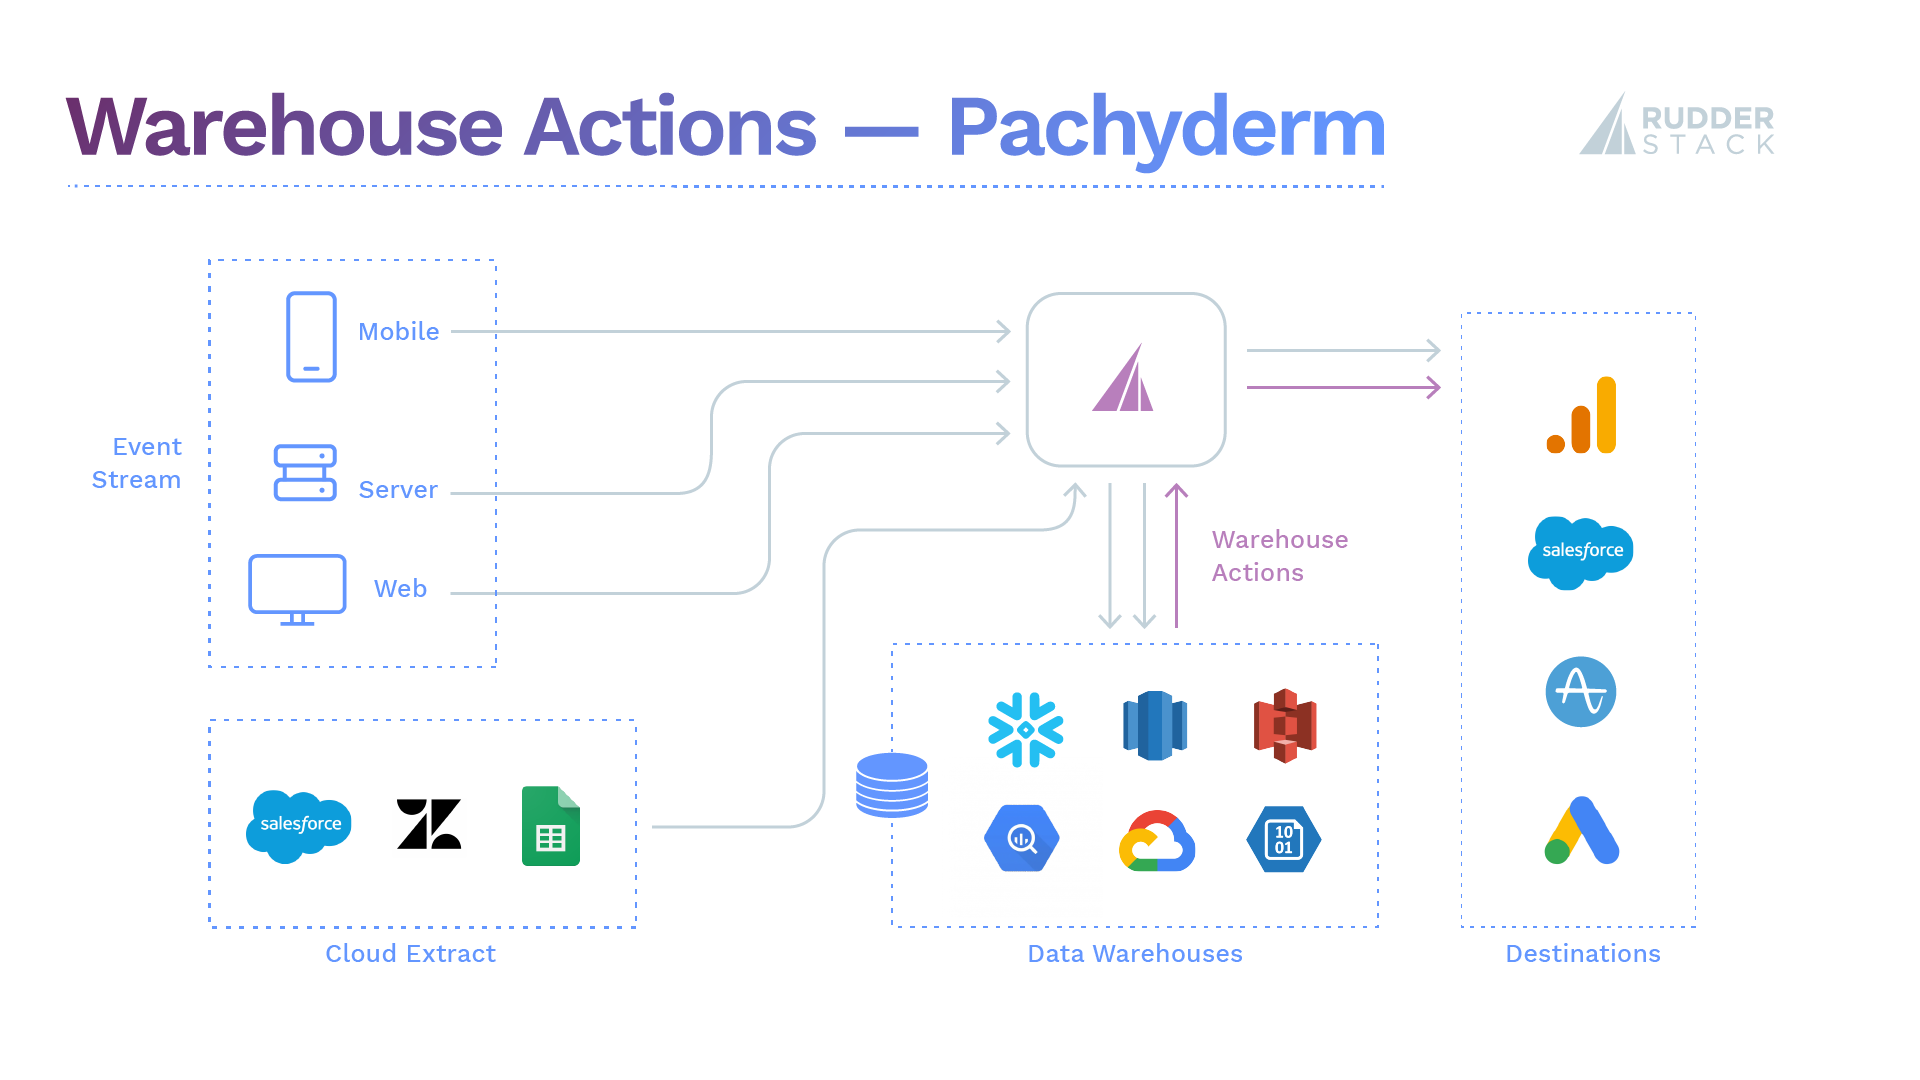 Warehouse Actions — Pachyderm
RUDDER
STACK
Mobile
Event
Stream
Server
Web
Warehouse
Actions
salesforce
salesforce
10
01
Cloud Extract
Data Warehouses
Destinations